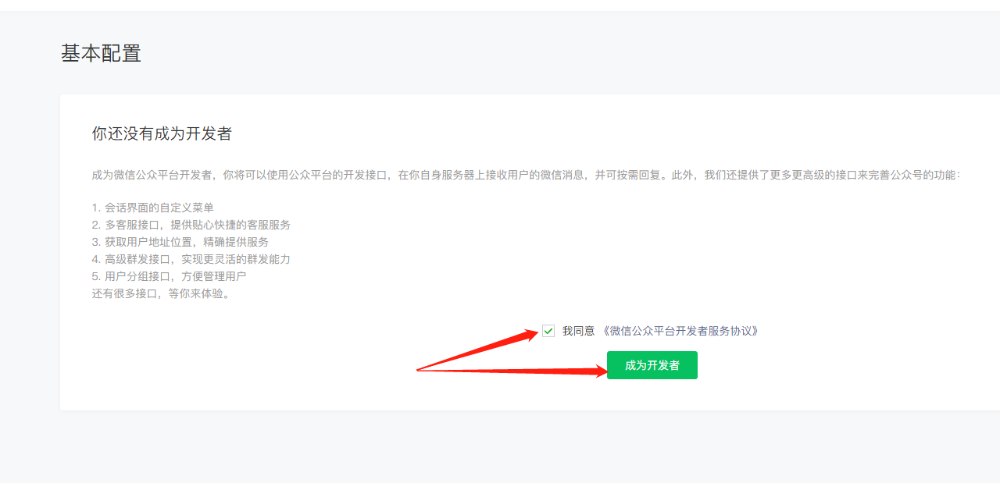 基本配置
你还没有成为开发者
成为微信公众平台开发者，你将可以使用公众平台的开发接口，在你自身服务器上接收用户的微信消息，并可按需回复。此外，我们还提供了更多更高级的接口来完善公众号的功能：
1. 会话界面的自定义菜单
2. 多客服接口，提供贴心快捷的客服服务
3. 获取用户地址位置，精确提供服务
4. 高级群发接口，实现更灵活的群发能力
5. 用户分组接口，方便管理用户
还有很多接口，等你来体验。
我同意 《微信公众平台开发者服务协议》
成为开发者